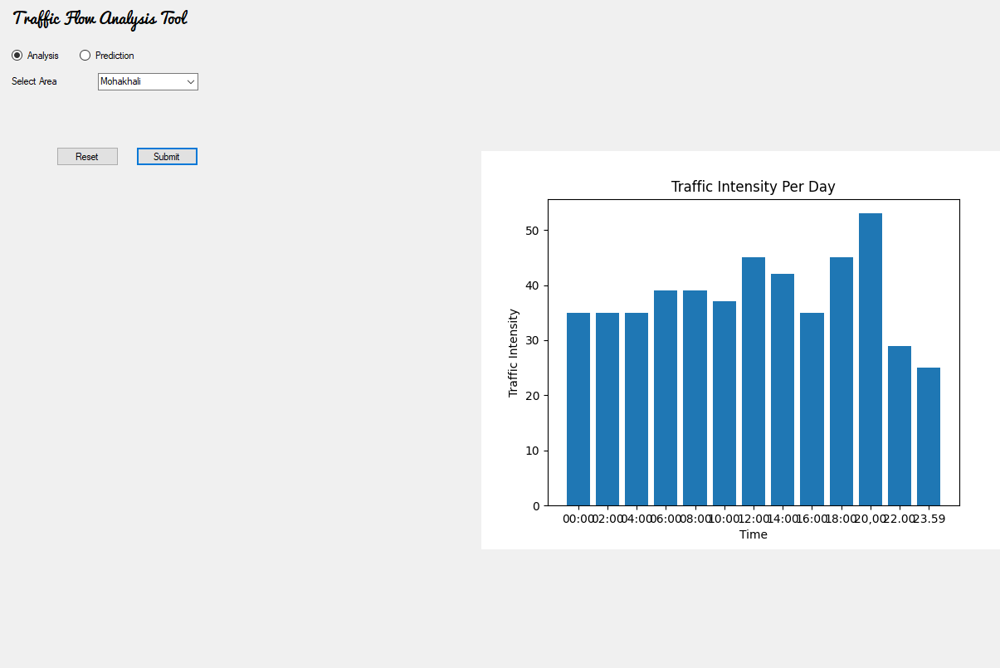 Traffic Flow Analysis Tool
Analysis Prediction
Select Area Mohakhali
Reset Submit
Traffic Intensity Per Day
50
40
30
20
10
0
Traffic Intensity
00:00 02:00 04:00 06:00 08:00 10:00 12:00 14:00 16:00 18:00 20,00 22.00 23.59
Time